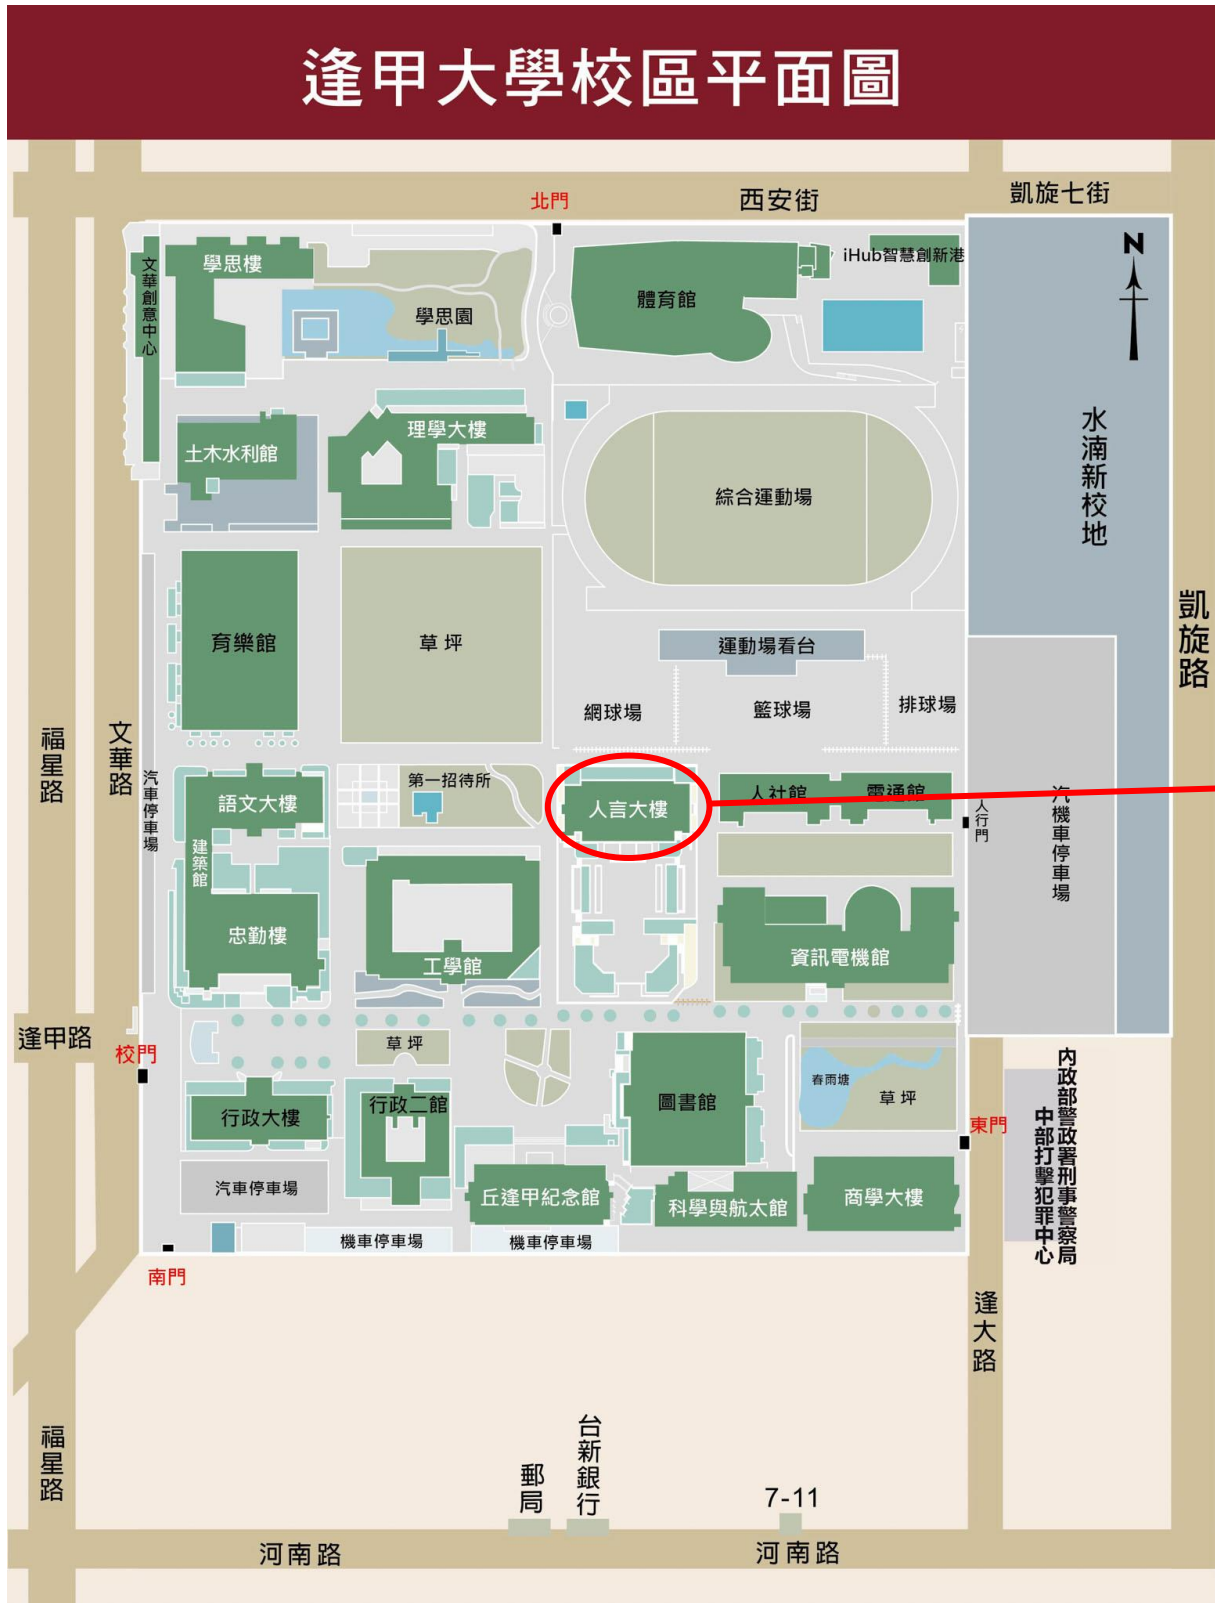 逢甲大學校區平面圖
西安街
凱旋七街
北門
N
文華創意中心
學思樓
學思園
體育館
iHub智慧創新港
土木水利館
理學大樓
綜合運動場
水湳新校地
育樂館
草坪
運動場看台
網球場
籃球場
排球場
凱旋路
福星路
文華路
汽車停車場
語文大樓
第一招待所
人言大樓
人社館
電通館
人行門
汽機車停車場
建築館
忠勤樓
工學館
資訊電機館
逢甲路
校門
草坪
行政大樓
行政二館
圖書館
春雨塘
草坪
東門
內政部警政署刑事警察局
中部打擊犯罪中心
汽車停車場
丘逢甲紀念館
科學與航太館
商學大樓
機車停車場
機車停車場
南門
逢大路
福星路
郵局
台新銀行
7-11
河南路
河南路